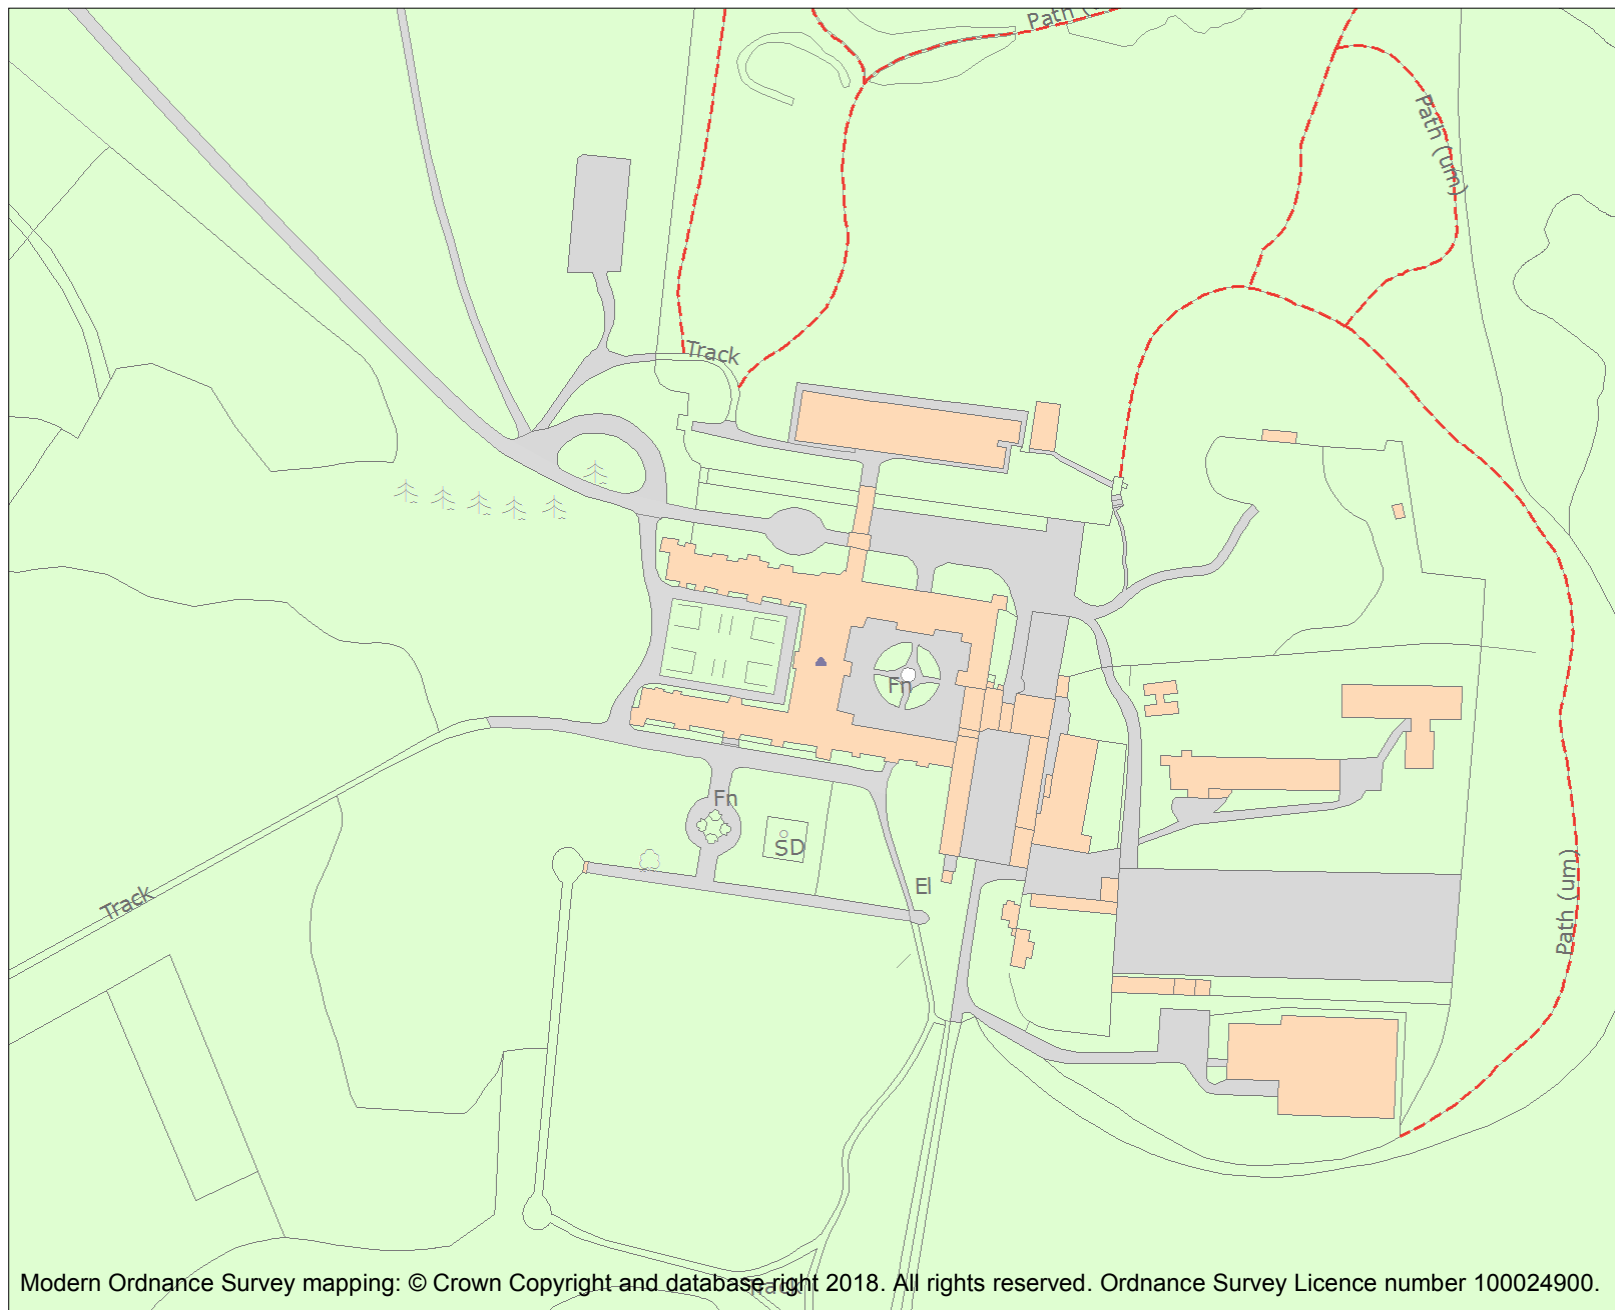 Path (
Path (um)
Track
Fn
Fn
SD
El
Track
Path (um)
Track
Modern Ordnance Survey mapping: © Crown Copyright and database right 2018. All rights reserved. Ordnance Survey Licence number 100024900.